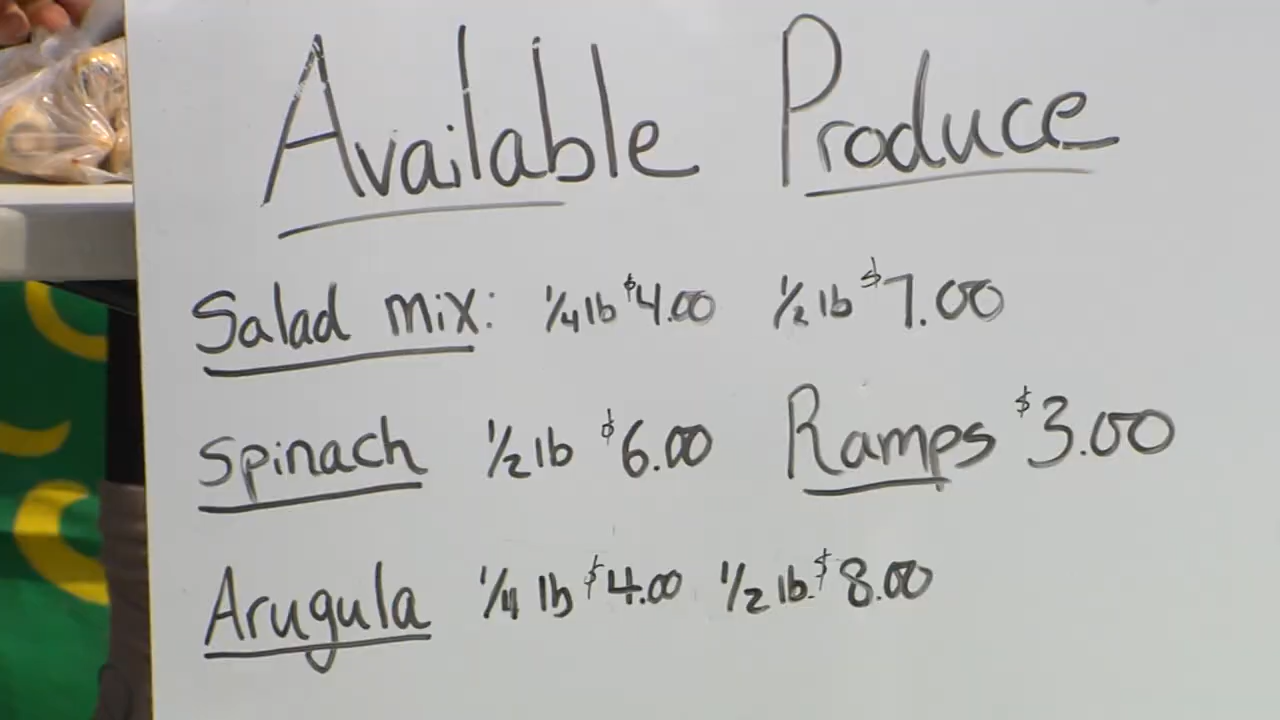 Available Produce
Salad mix: 1/4 lb $4.00 1/2 lb $7.00
Spinach 1/2 lb $6.00 Ramps $3.00
Arugula 1/4 lb $4.00 1/2 lb. $8.00